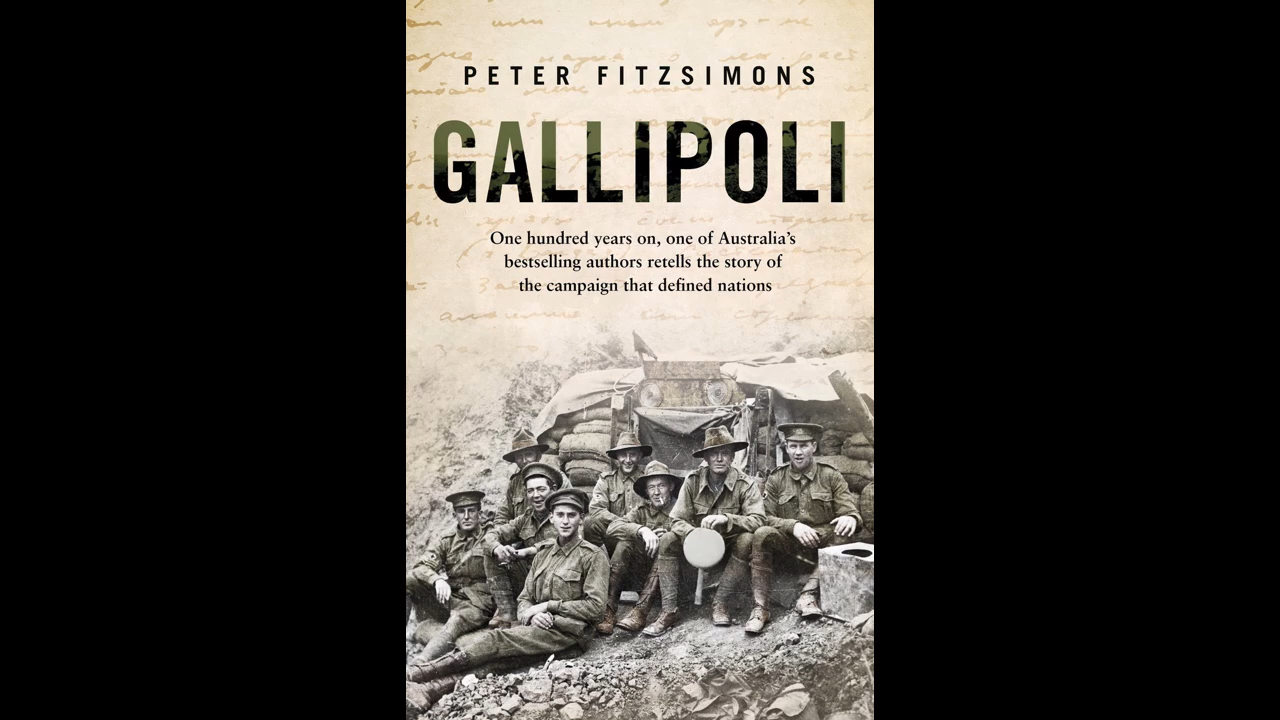 PETER FITZSIMONS
GALLIPOLI
One hundred years on, one of Australia's
bestselling authors retells the story of
the campaign that defined nations